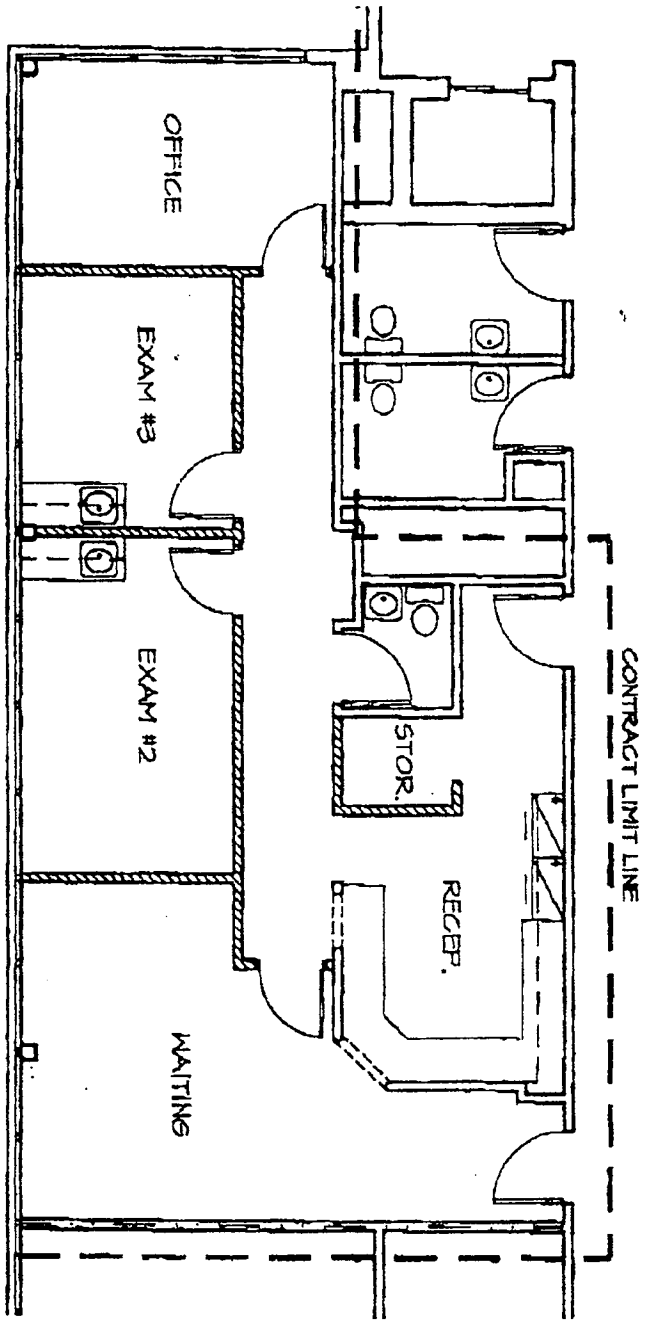 OFFICE
EXAM #3
EXAM #2
STOR.
RECEP.
WAITING
CONTRACT LIMIT LINE